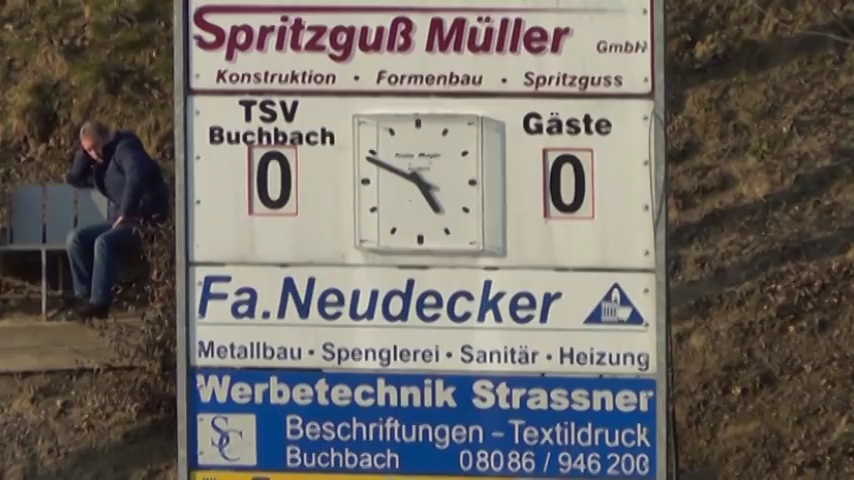 Spritzguß Müller GmbH
Konstruktion • Formenbau • Spritzguss
TSV
Buchbach
Gäste
0
0
Fa.Neudecker
Metallbau • Spenglerei • Sanitär • Heizung
Werbetechnik Strassner
SC
Beschriftungen - Textildruck
Buchbach 08086 / 946 200